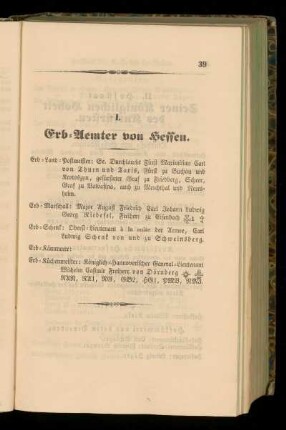 39
I.
Erb-Aemter von Hessen.
Erb-Land-Postmeister: Se. Durchlaucht Fürst Maximilian Carl
von Thurn und Taxis, Fürst zu Buchau und
Krotoszyn, gefürsteter Graf zu Friedberg, Scheer,
Graf zu Valsassina, auch zu Marchthal und Neres-
heim.
Erb-Marschall: Major August Friedrich Carl Johann Ludwig
Georg Riedesel, Freiherr zu Eisenbach
Erb-Schenk: Obrist-Lieutenant à la suite der Armee, Carl
Ludwig Schenk von und zu Schweinsberg.
Erb-Kämmerer:
Erb-Küchenmeister: Königlich-Hannoverscher General-Lieutenant
Wilhelm Casimir Freiherr von Dörnberg